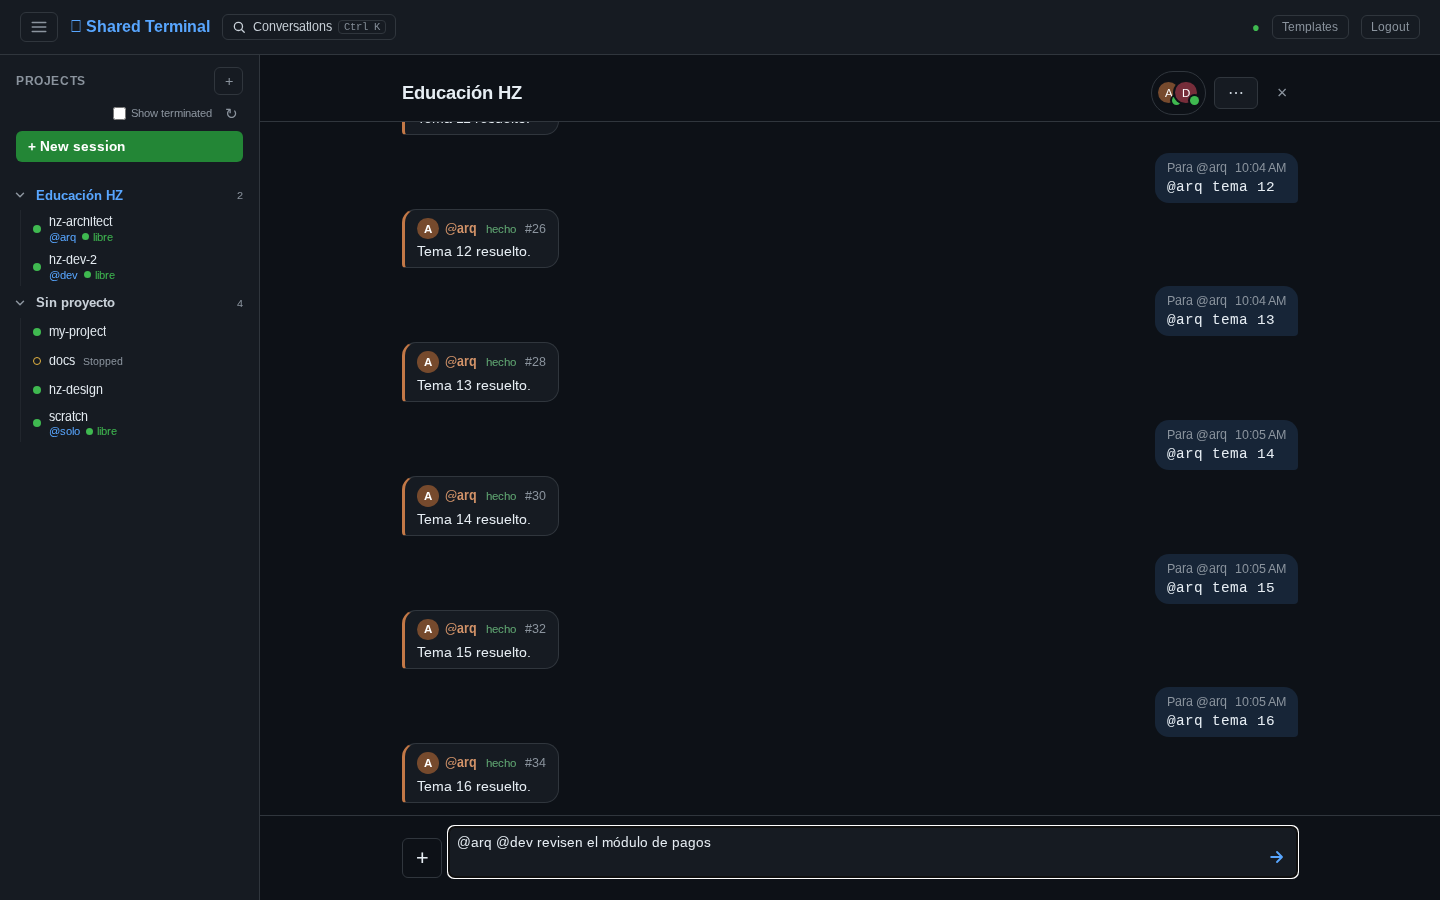 Shared Terminal
Conversations Ctrl K
Templates
Logout
PROJECTS
+
Show terminated
+ New session
Educación HZ 2
hz-architect
@arq libre
hz-dev-2
@dev libre
Sin proyecto 4
my-project
docs Stopped
hz-design
scratch
@solo libre
Educación HZ
A D
⋯
×
Para @arq 10:04 AM
@arq tema 12
A @arq hecho #26
Tema 12 resuelto.
Para @arq 10:04 AM
@arq tema 13
A @arq hecho #28
Tema 13 resuelto.
Para @arq 10:05 AM
@arq tema 14
A @arq hecho #30
Tema 14 resuelto.
Para @arq 10:05 AM
@arq tema 15
A @arq hecho #32
Tema 15 resuelto.
Para @arq 10:05 AM
@arq tema 16
A @arq hecho #34
Tema 16 resuelto.
+
@arq @dev revisen el módulo de pagos